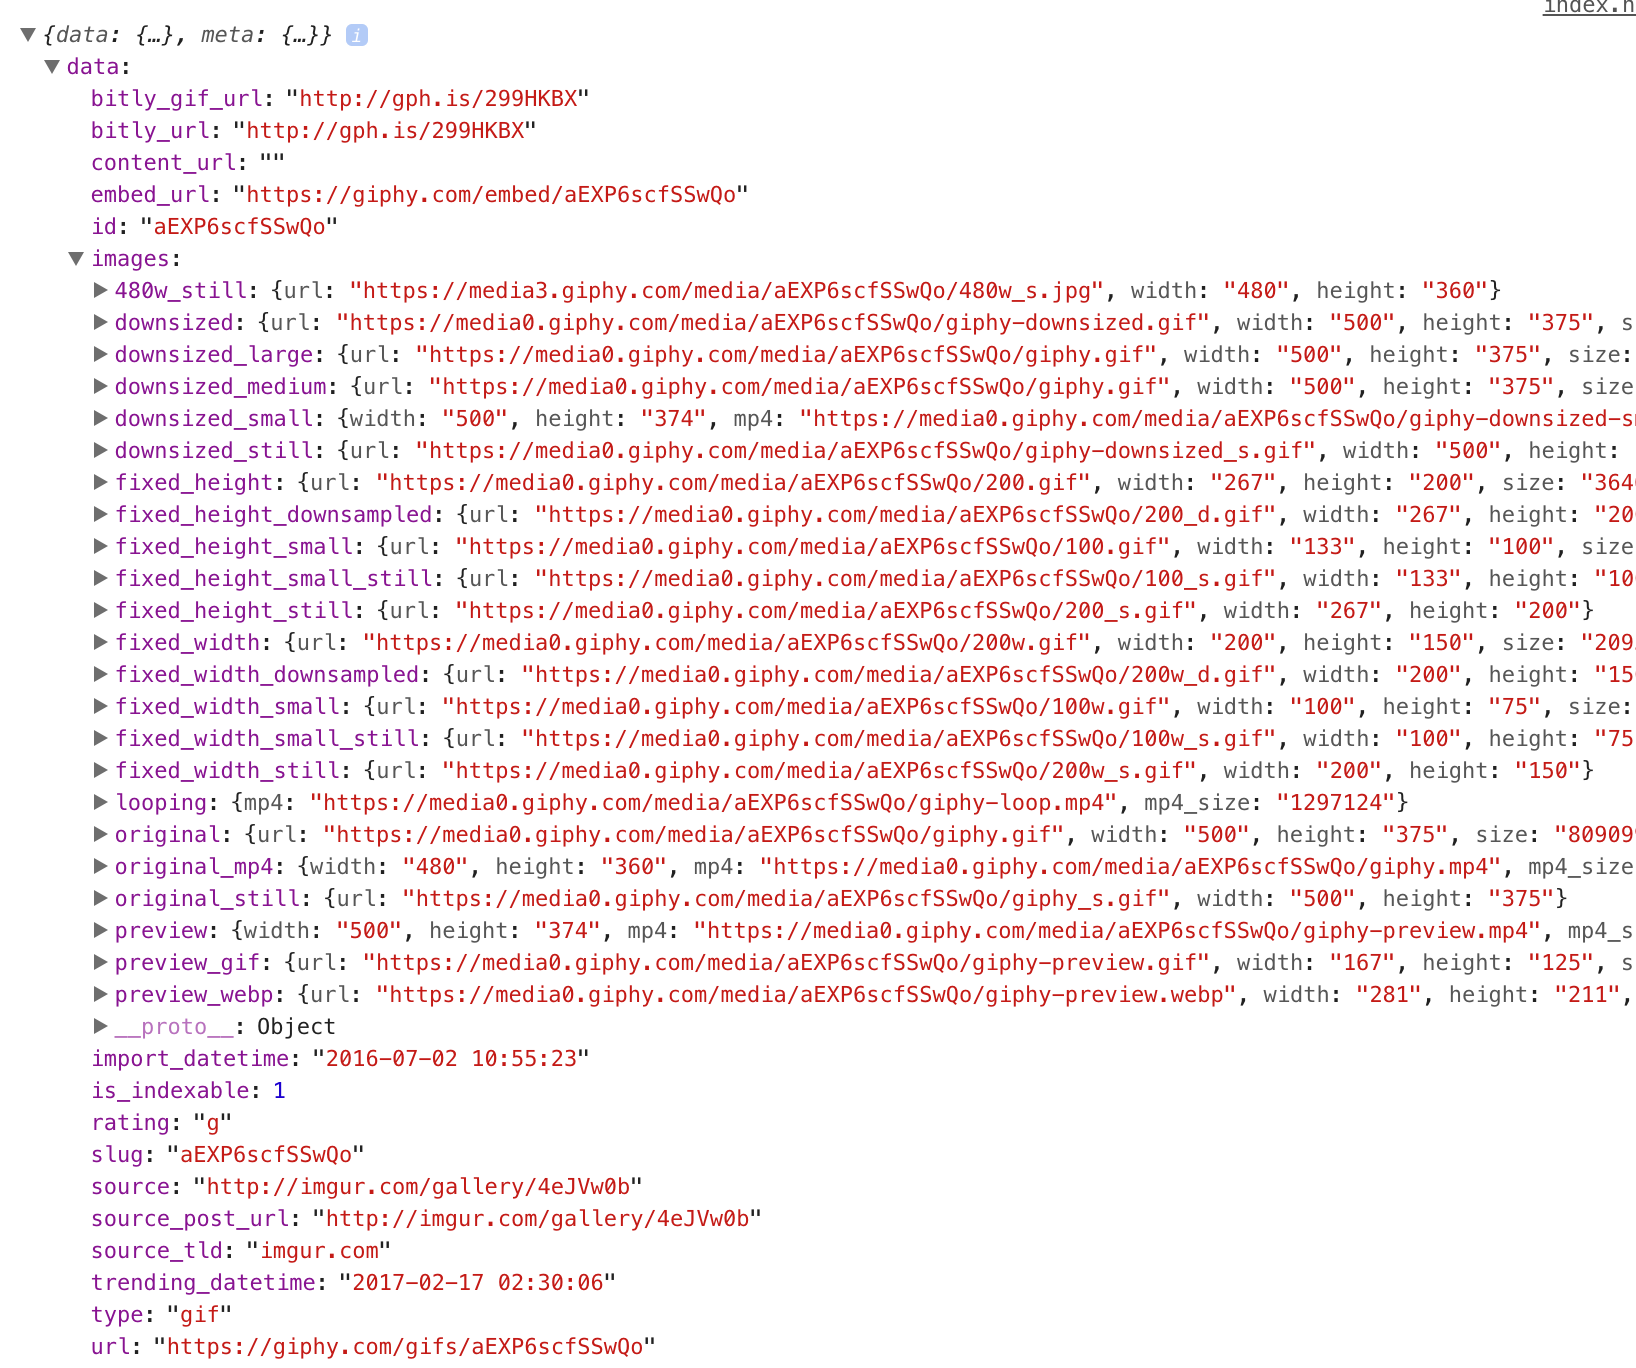 index.h
{data: {…}, meta: {…}} i
data:
bitly_gif_url: "http://gph.is/299HKBX"
bitly_url: "http://gph.is/299HKBX"
content_url: ""
embed_url: "https://giphy.com/embed/aEXP6scfSSwQo"
id: "aEXP6scfSSwQo"
images:
480w_still: {url: "https://media3.giphy.com/media/aEXP6scfSSwQo/480w_s.jpg", width: "480", height: "360"}
downsized: {url: "https://media0.giphy.com/media/aEXP6scfSSwQo/giphy-downsized.gif", width: "500", height: "375", s
downsized_large: {url: "https://media0.giphy.com/media/aEXP6scfSSwQo/giphy.gif", width: "500", height: "375", size:
downsized_medium: {url: "https://media0.giphy.com/media/aEXP6scfSSwQo/giphy.gif", width: "500", height: "375", size
downsized_small: {width: "500", height: "374", mp4: "https://media0.giphy.com/media/aEXP6scfSSwQo/giphy-downsized-s
downsized_still: {url: "https://media0.giphy.com/media/aEXP6scfSSwQo/giphy-downsized_s.gif", width: "500", height:
fixed_height: {url: "https://media0.giphy.com/media/aEXP6scfSSwQo/200.gif", width: "267", height: "200", size: "364
fixed_height_downsampled: {url: "https://media0.giphy.com/media/aEXP6scfSSwQo/200_d.gif", width: "267", height: "20
fixed_height_small: {url: "https://media0.giphy.com/media/aEXP6scfSSwQo/100.gif", width: "133", height: "100", size
fixed_height_small_still: {url: "https://media0.giphy.com/media/aEXP6scfSSwQo/100_s.gif", width: "133", height: "10
fixed_height_still: {url: "https://media0.giphy.com/media/aEXP6scfSSwQo/200_s.gif", width: "267", height: "200"}
fixed_width: {url: "https://media0.giphy.com/media/aEXP6scfSSwQo/200w.gif", width: "200", height: "150", size: "209
fixed_width_downsampled: {url: "https://media0.giphy.com/media/aEXP6scfSSwQo/200w_d.gif", width: "200", height: "15
fixed_width_small: {url: "https://media0.giphy.com/media/aEXP6scfSSwQo/100w.gif", width: "100", height: "75", size:
fixed_width_small_still: {url: "https://media0.giphy.com/media/aEXP6scfSSwQo/100w_s.gif", width: "100", height: "75
fixed_width_still: {url: "https://media0.giphy.com/media/aEXP6scfSSwQo/200w_s.gif", width: "200", height: "150"}
looping: {mp4: "https://media0.giphy.com/media/aEXP6scfSSwQo/giphy-loop.mp4", mp4_size: "1297124"}
original: {url: "https://media0.giphy.com/media/aEXP6scfSSwQo/giphy.gif", width: "500", height: "375", size: "80909
original_mp4: {width: "480", height: "360", mp4: "https://media0.giphy.com/media/aEXP6scfSSwQo/giphy.mp4", mp4_size
original_still: {url: "https://media0.giphy.com/media/aEXP6scfSSwQo/giphy_s.gif", width: "500", height: "375"}
preview: {width: "500", height: "374", mp4: "https://media0.giphy.com/media/aEXP6scfSSwQo/giphy-preview.mp4", mp4_s
preview_gif: {url: "https://media0.giphy.com/media/aEXP6scfSSwQo/giphy-preview.gif", width: "167", height: "125", s
preview_webp: {url: "https://media0.giphy.com/media/aEXP6scfSSwQo/giphy-preview.webp", width: "281", height: "211",
__proto__: Object
import_datetime: "2016-07-02 10:55:23"
is_indexable: 1
rating: "g"
slug: "aEXP6scfSSwQo"
source: "http://imgur.com/gallery/4eJVw0b"
source_post_url: "http://imgur.com/gallery/4eJVw0b"
source_tld: "imgur.com"
trending_datetime: "2017-02-17 02:30:06"
type: "gif"
url: "https://giphy.com/gifs/aEXP6scfSSwQo"